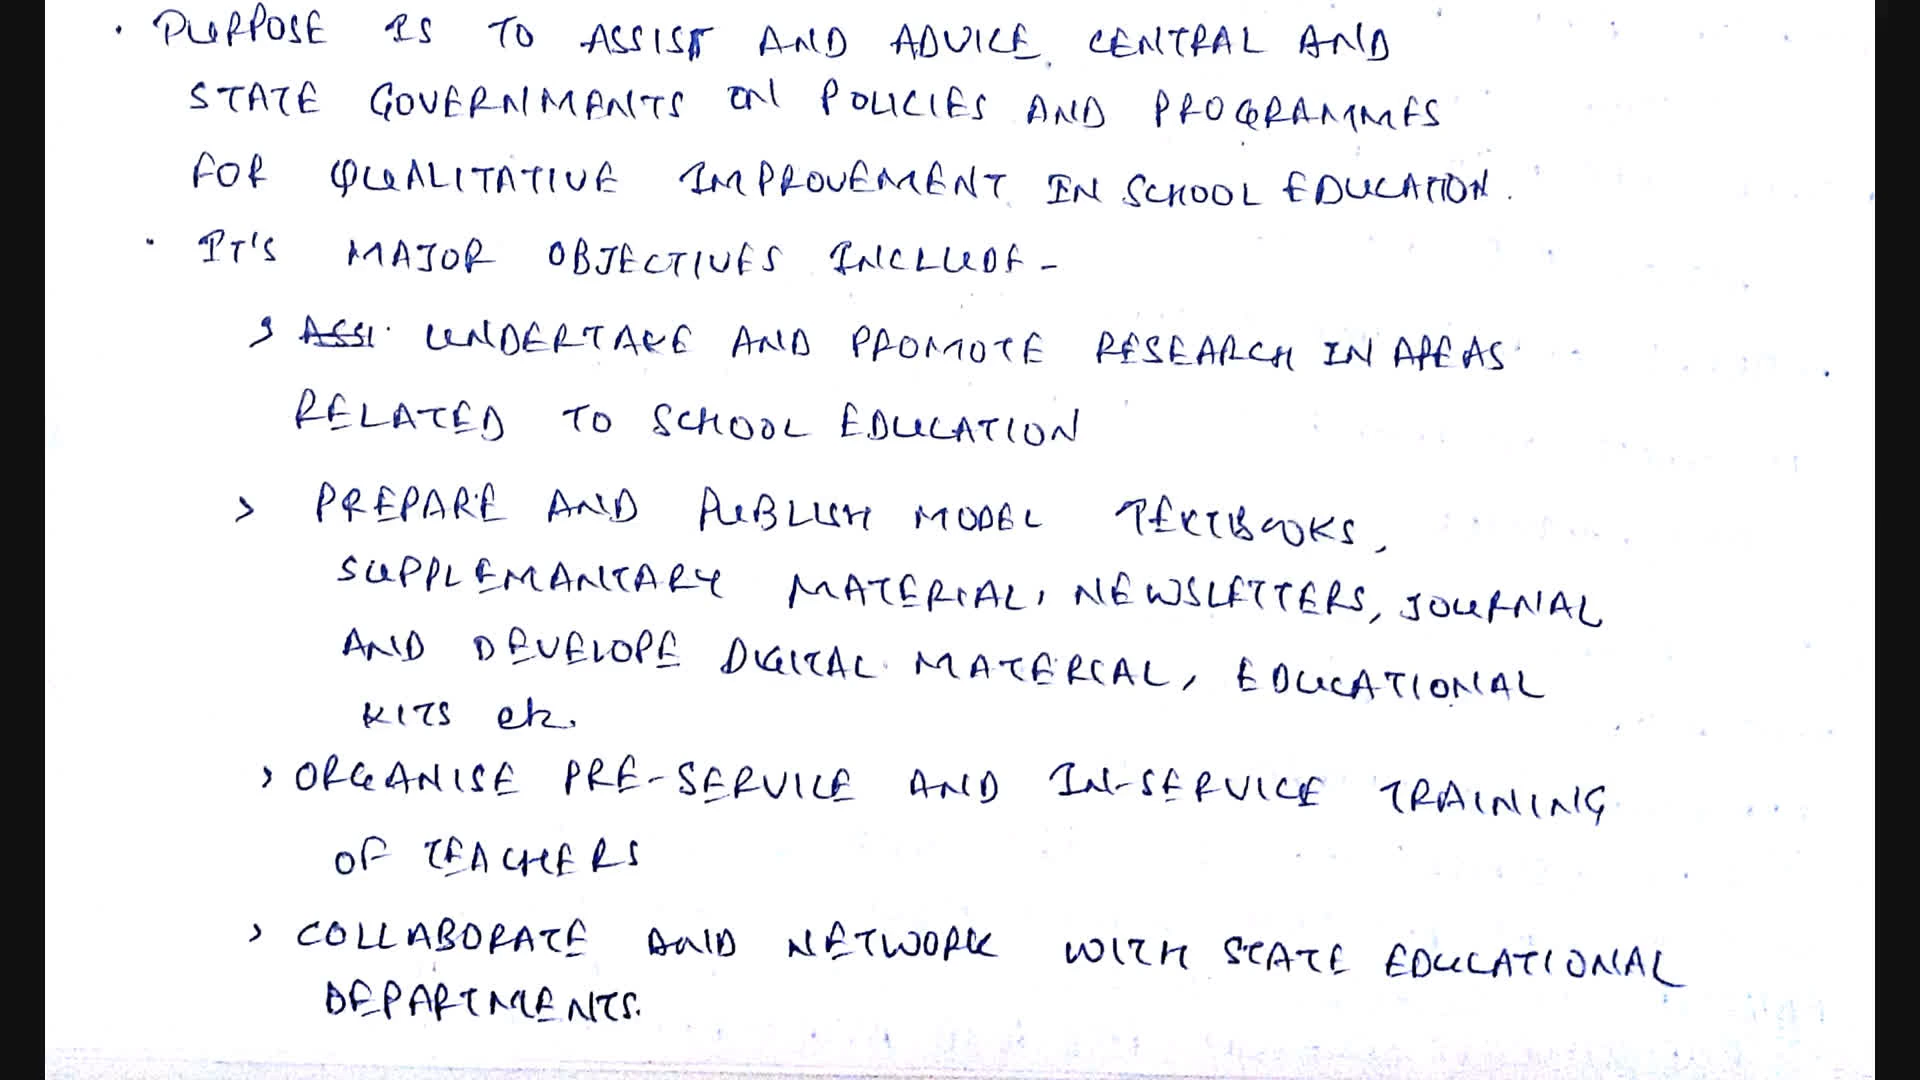 . PURPOSE IS TO ASSIST AND ADVICE CENTRAL AND
STATE GOVERNMANTS ON POLICIES AND PROGRAMMES
FOR QUALITATIVE IMPROVEMENT IN SCHOOL EDUCATION.
. IT'S MAJOR OBJECTIVES INCLUDE -
> ASSI UNDERTAKE AND PROMOTE RESEARCH IN AREAS
RELATED TO SCHOOL EDUCATION
> PREPARE AND PUBLISH MODEL TEXTBOOKS,
SUPPLEMANTARY MATERIAL, NEWSLETTERS, JOURNAL
AND DEVELOPE DIGITAL MATERIAL, EDUCATIONAL
KITS etc.
> ORGANISE PRE-SERVICE AND IN-SERVICE TRAINING
OF TEACHERS
> COLLABORATE AND NETWORK WITH STATE EDUCATIONAL
DEPARTMENTS.